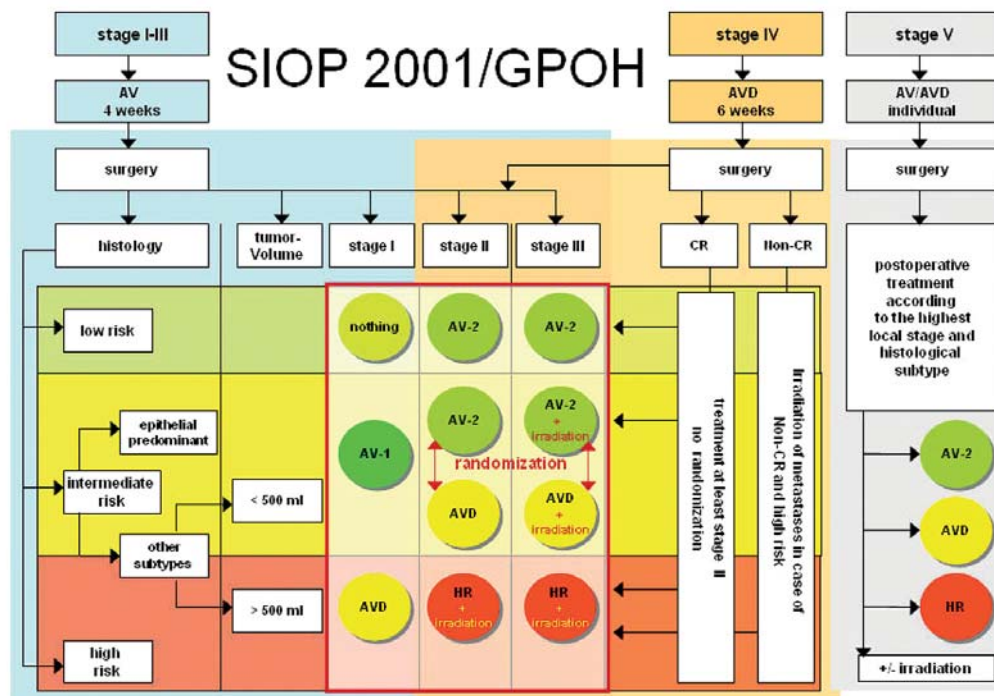 stage I-III
stage IV
stage V
SIOP 2001/GPOH
AV
4 weeks
AVD
6 weeks
AV/AVD
individual
surgery
surgery
surgery
histology
tumor-
Volume
stage I
stage II
stage III
CR
Non-CR
postoperative
treatment
according
to the highest
local stage and
histological
subtype
low risk
nothing
AV-2
AV-2
treatment at least stage II
no randomization
Irradiation of metastases in case of
Non-CR and high risk
epithelial
predominant
intermediate
risk
other
subtypes
< 500 ml
> 500 ml
AV-1
AV-2
AV-2
+ irradiation
randomization
AVD
AVD
+
irradiation
AVD
HR
+
irradiation
HR
+
irradiation
high
risk
AV-2
AVD
HR
+/- irradiation